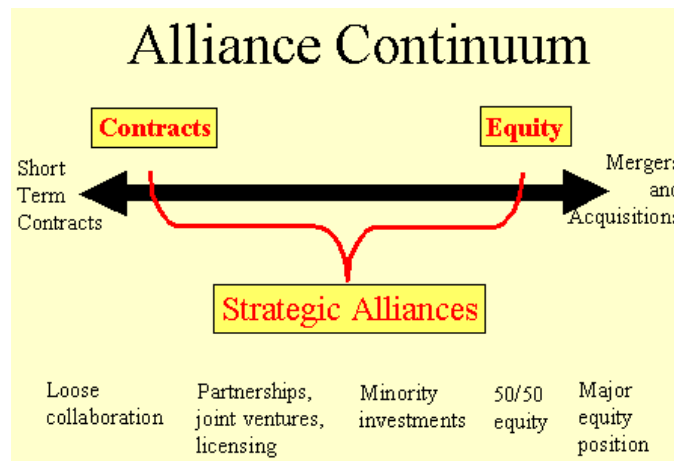 Alliance Continuum
Contracts
Equity
Short
Term
Contracts
Mergers
and
Acquisitions
Strategic Alliances
Loose
collaboration
Partnerships,
joint ventures,
licensing
Minority
investments
50/50
equity
Major
equity
position